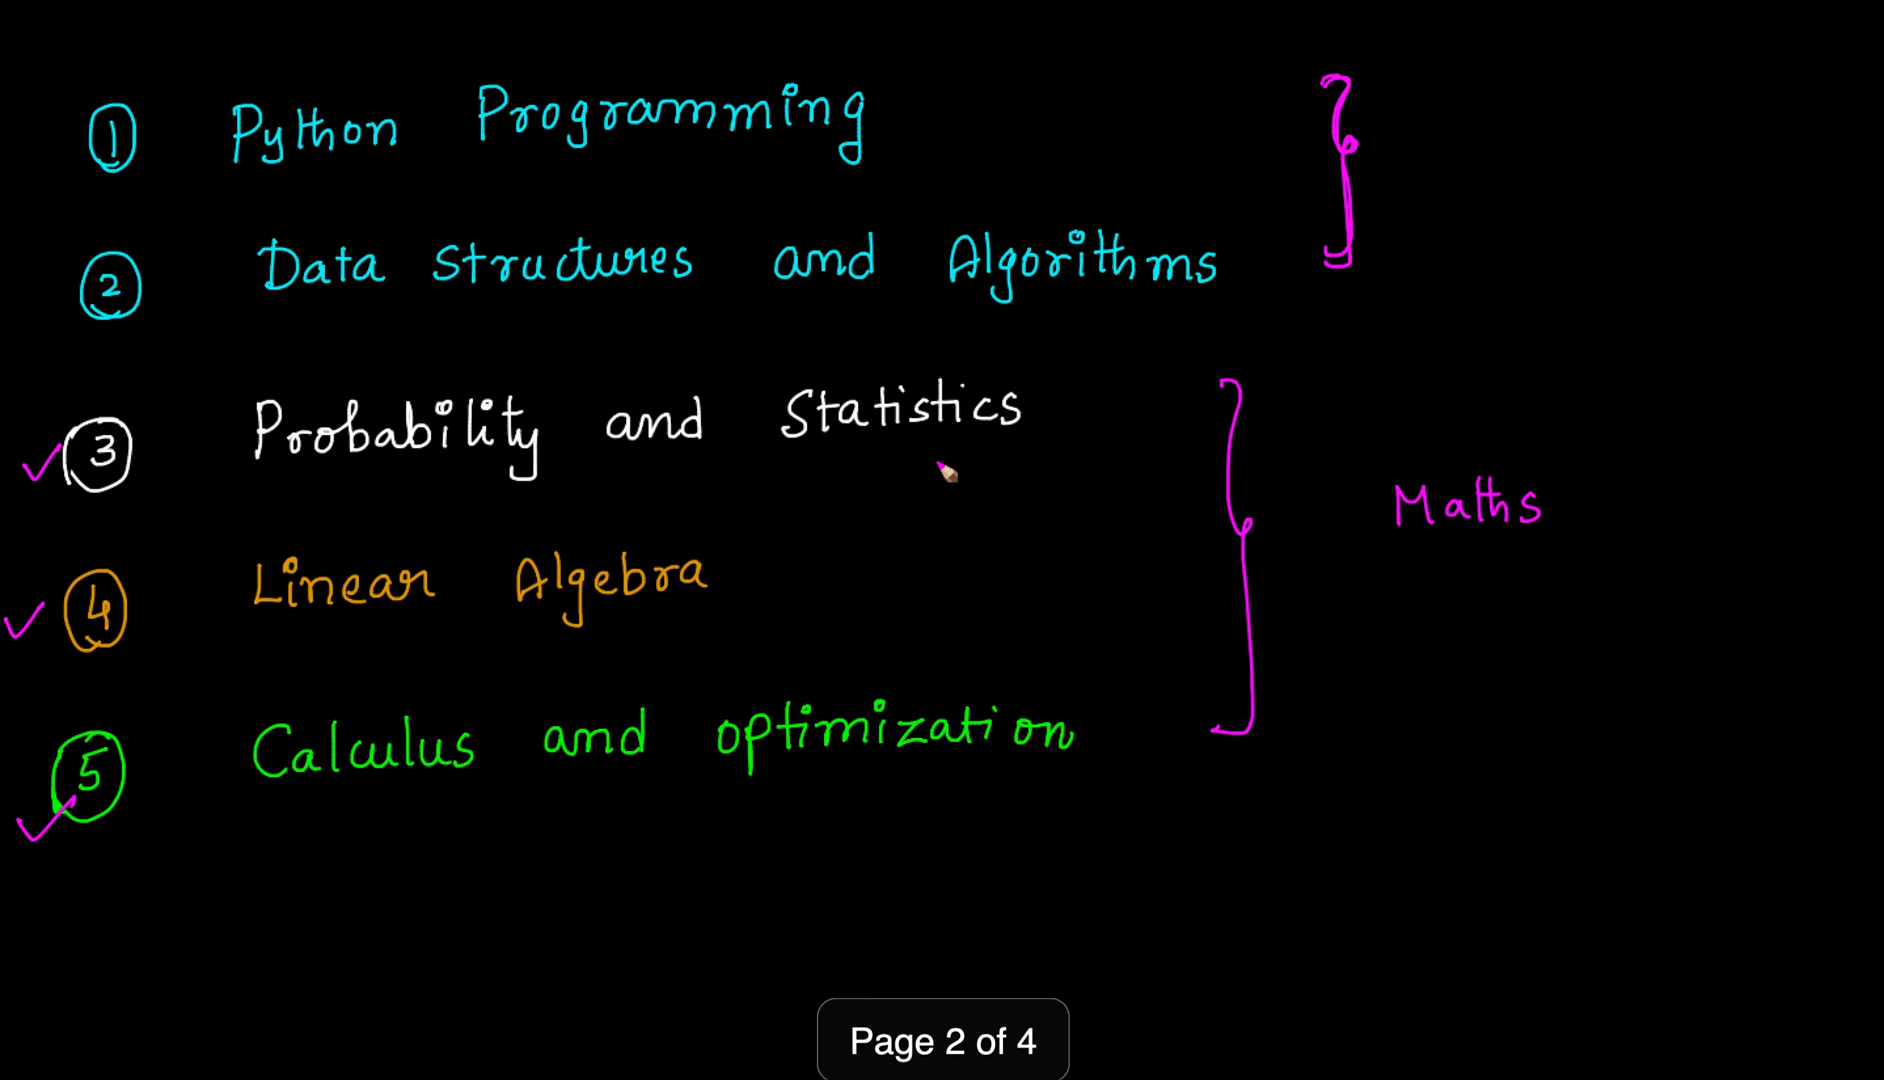 1 Python Programming
2 Data structures and Algorithms
3 Probability and Statistics
Maths
4 Linear Algebra
5 Calculus and optimization
Page 2 of 4